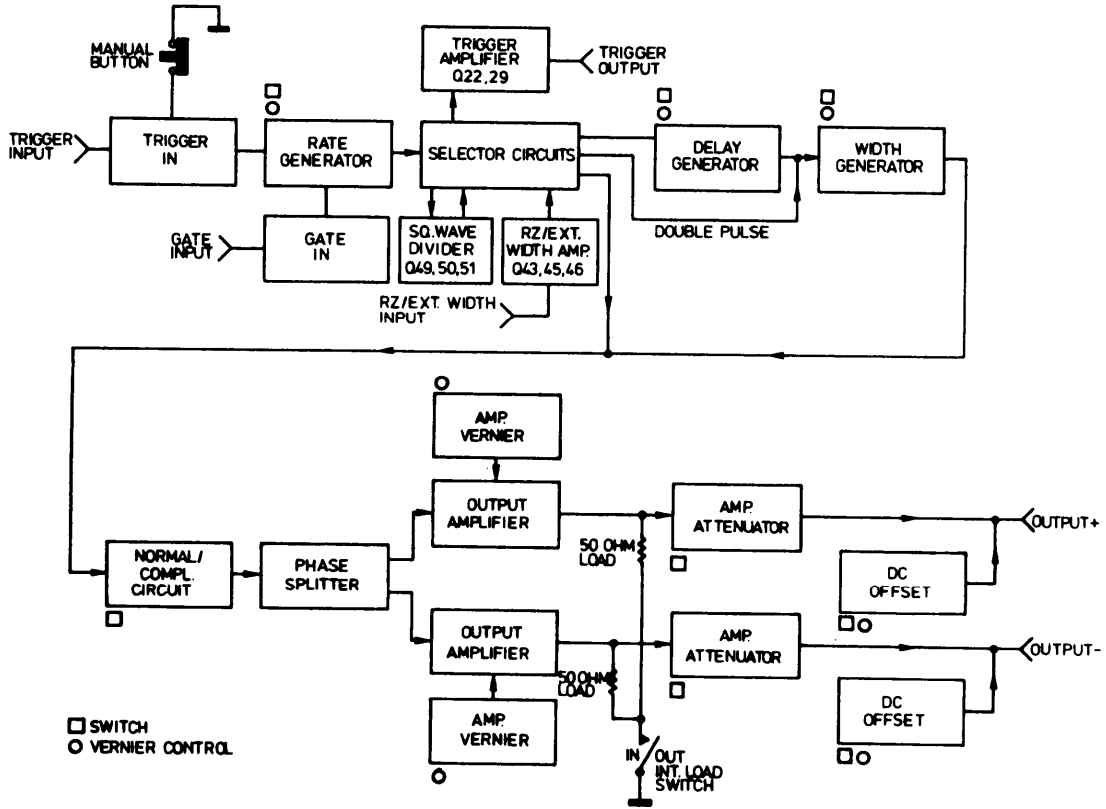 MANUAL
BUTTON
TRIGGER
AMPLIFIER
Q22,29
TRIGGER
OUTPUT
TRIGGER
INPUT
TRIGGER
IN
RATE
GENERATOR
SELECTOR CIRCUITS
DELAY
GENERATOR
WIDTH
GENERATOR
GATE
INPUT
GATE
IN
SQ.WAVE
DIVIDER
Q49,50,51
RZ/EXT.
WIDTH AMP.
Q43,45,46
DOUBLE PULSE
RZ/EXT. WIDTH
INPUT
AMP.
VERNIER
OUTPUT
AMPLIFIER
AMP.
ATTENUATOR
OUTPUT+
50 OHM
LOAD
NORMAL/
COMPL.
CIRCUIT
PHASE
SPLITTER
DC
OFFSET
OUTPUT
AMPLIFIER
AMP.
ATTENUATOR
OUTPUT-
50 OHM
LOAD
DC
OFFSET
AMP.
VERNIER
SWITCH
VERNIER CONTROL
IN
OUT
INT. LOAD
SWITCH